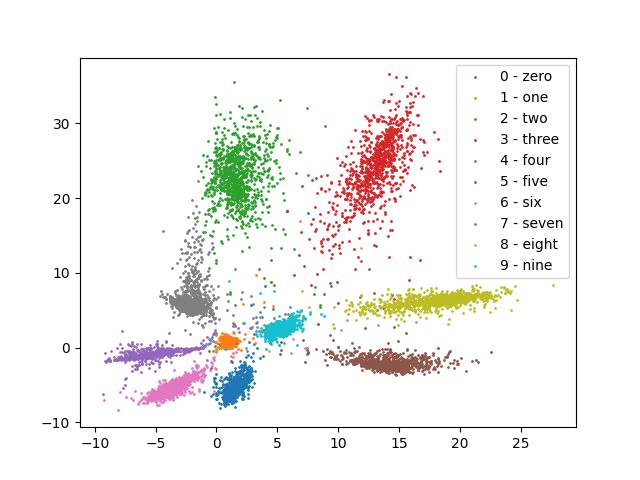 0 - zero
1 - one
2 - two
3 - three
4 - four
5 - five
6 - six
7 - seven
8 - eight
9 - nine
30
20
10
0
−10
−10 −5 0 5 10 15 20 25